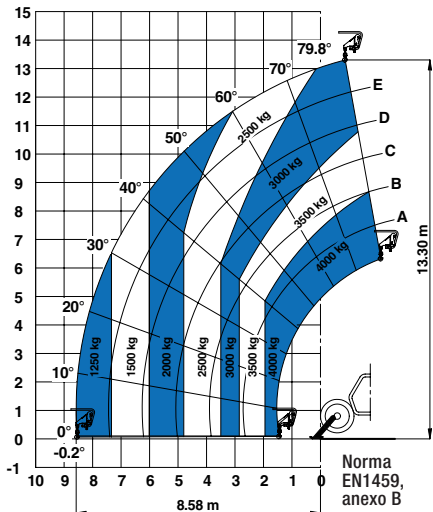 15
14
13
12
11
10
9
8
7
6
5
4
3
2
1
0
-1
10 9 8 7 6 5 4 3 2 1 0
79.8°
70°
60°
50°
40°
30°
20°
10°
0°
-0.2°
E
D
C
B
A
2500 kg
3000 kg
3500 kg
4000 kg
1250 kg
1500 kg
2000 kg
2500 kg
3000 kg
3500 kg
4000 kg
13.30 m
8.58 m
Norma
EN1459,
anexo B